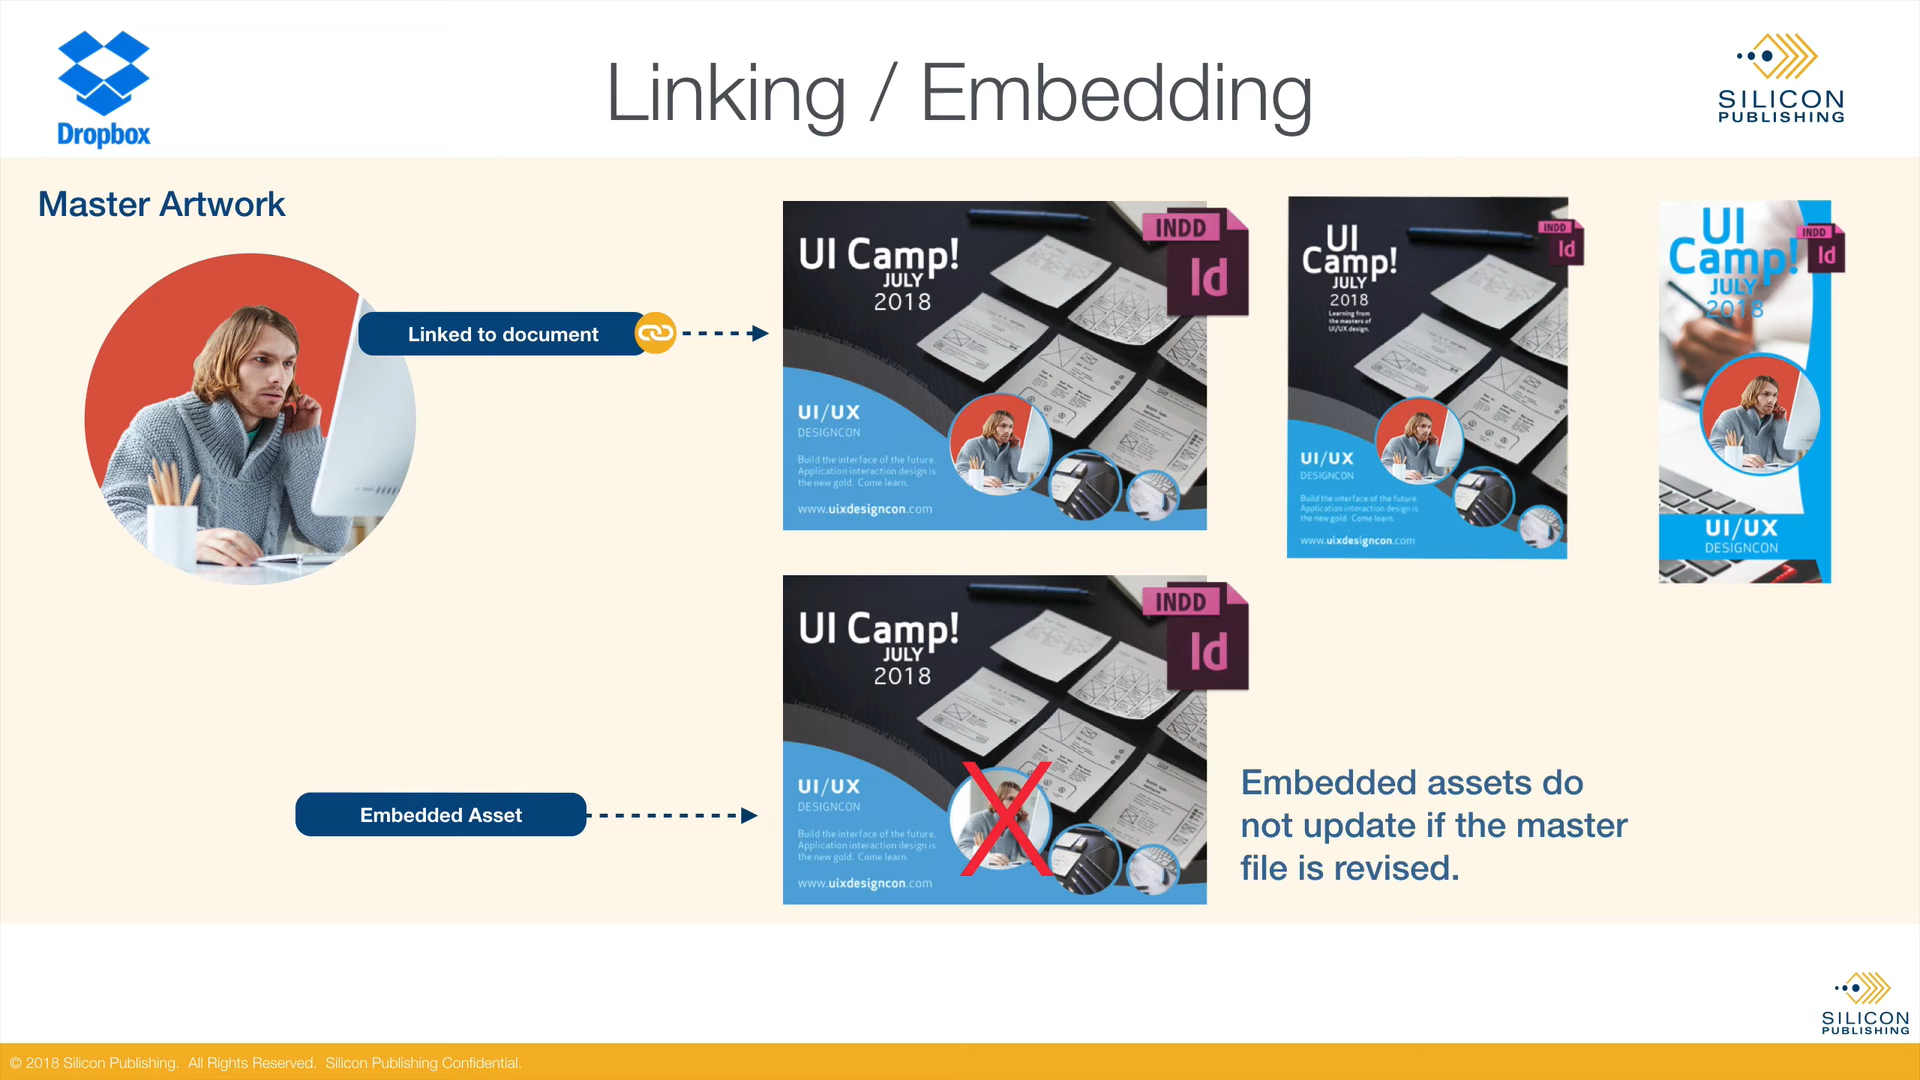 Dropbox
Linking / Embedding
SILICON
PUBLISHING
Master Artwork
Linked to document
UI Camp!
JULY
2018
UI/UX
DESIGNCON
Build the interface of the future.
Application interaction design is
the new gold. Come learn.
www.uixdesigncon.com
INDD
Id
UI
Camp!
JULY
2018
Learning from
the masters of
UI/UX design.
UI/UX
DESIGNCON
Build the interface of the future.
Application interaction design is
the new gold. Come learn.
www.uixdesigncon.com
INDD
Id
UI
Camp!
JULY
2018
UI/UX
DESIGNCON
INDD
Id
Embedded Asset
UI Camp!
JULY
2018
UI/UX
DESIGNCON
Build the interface of the future.
Application interaction design is
the new gold. Come learn.
www.uixdesigncon.com
INDD
Id
X
Embedded assets do
not update if the master
file is revised.
SILICON
PUBLISHING
© 2018 Silicon Publishing. All Rights Reserved. Silicon Publishing Confidential.